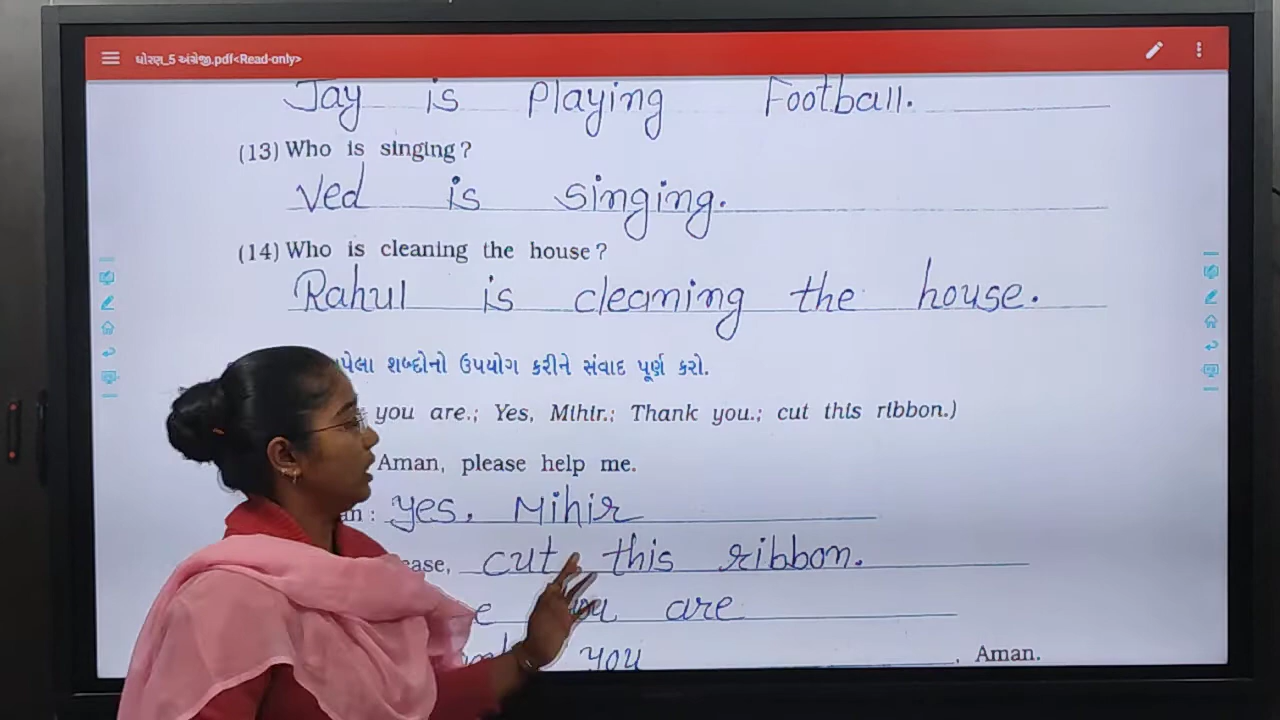 ધોરણ_5 અંગ્રેજી.pdf<Read-only>
Jay is Playing Football.
(13) Who is singing?
Ved is singing.
(14) Who is cleaning the house?
Rahul is cleaning the house.
શબ્દોનો ઉપયોગ કરીને સંવાદ પૂર્ણ કરો.
you are.; Yes, Mihir.; Thank you.; cut this ribbon.)
Aman, please help me.
Yes, Mihir
cut this ribbon.
you are
you , Aman.